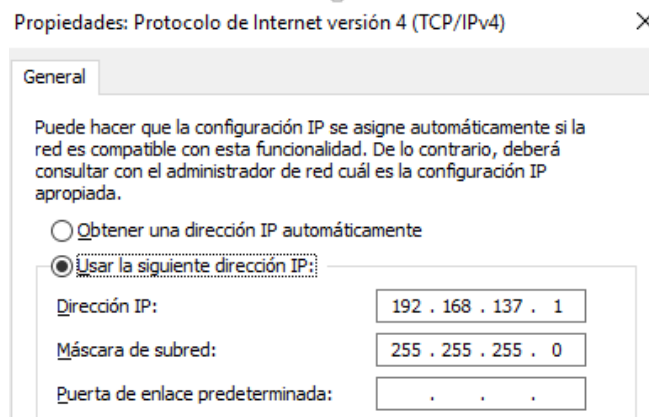 Propiedades: Protocolo de Internet versión 4 (TCP/IPv4)
General
Puede hacer que la configuración IP se asigne automáticamente si la
red es compatible con esta funcionalidad. De lo contrario, deberá
consultar con el administrador de red cuál es la configuración IP
apropiada.
Obtener una dirección IP automáticamente
Usar la siguiente dirección IP:
Dirección IP: 192 . 168 . 137 . 1
Máscara de subred: 255 . 255 . 255 . 0
Puerta de enlace predeterminada: . . .